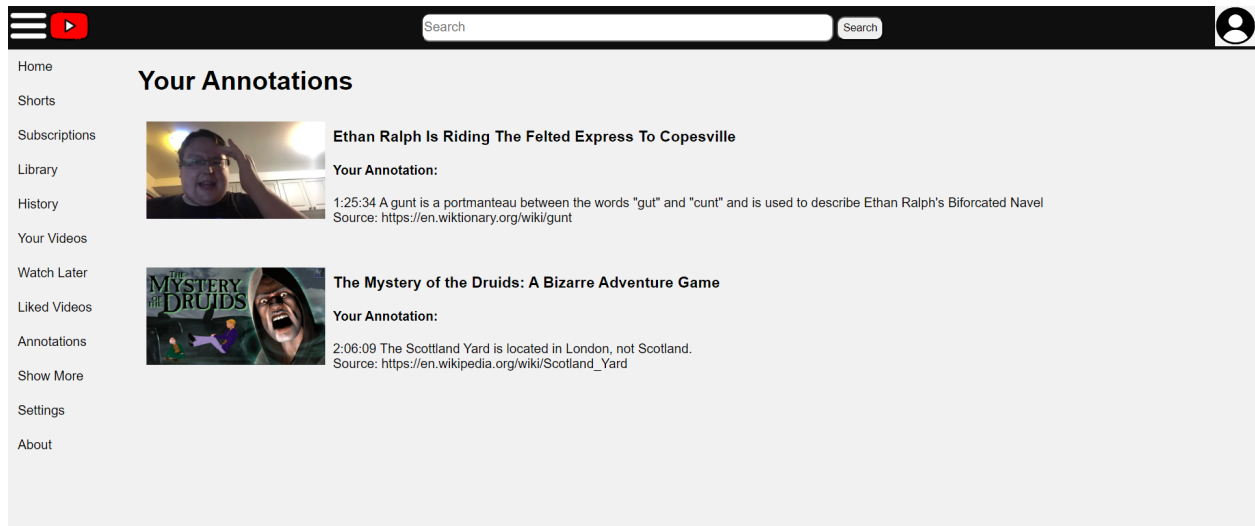 Search
Search
Home
Shorts
Subscriptions
Library
History
Your Videos
Watch Later
Liked Videos
Annotations
Show More
Settings
About
Your Annotations
Ethan Ralph Is Riding The Felted Express To Copesville
Your Annotation:
1:25:34 A gunt is a portmanteau between the words "gut" and "cunt" and is used to describe Ethan Ralph's Biforcated Navel
Source: https://en.wiktionary.org/wiki/gunt
THE
MYSTERY
OF THE DRUIDS
The Mystery of the Druids: A Bizarre Adventure Game
Your Annotation:
2:06:09 The Scottland Yard is located in London, not Scotland.
Source: https://en.wikipedia.org/wiki/Scotland_Yard